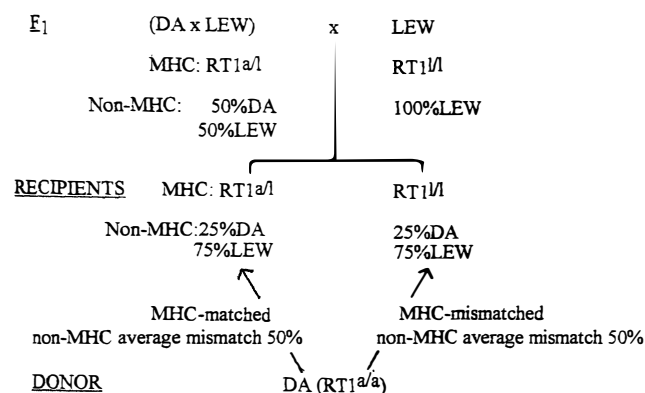 F1 (DA x LEW) x LEW
MHC: RT1a/l RT1l/l
Non-MHC: 50%DA 100%LEW
50%LEW
RECIPIENTS MHC: RT1a/l RT1l/l
Non-MHC:25%DA 25%DA
75%LEW 75%LEW
MHC-matched MHC-mismatched
non-MHC average mismatch 50% non-MHC average mismatch 50%
DONOR DA (RT1a/a)